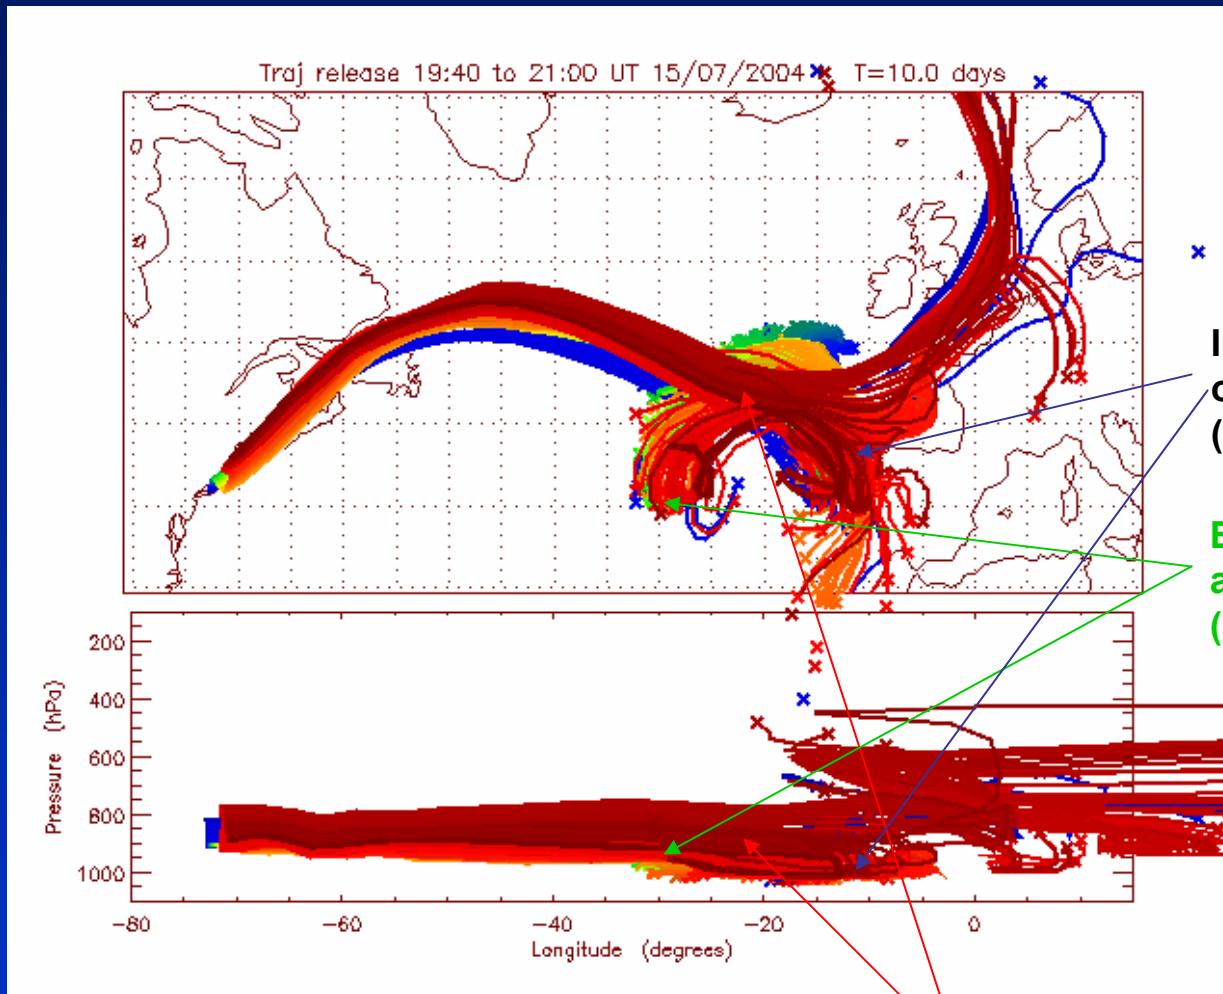 Traj release 19:40 to 21:00 UT 15/07/2004 T=10.0 days
I
c
(
E
a
(
200
400
600
800
1000
Pressure (hPa)
-80 -60 -40 -20 0
Longitude (degrees)